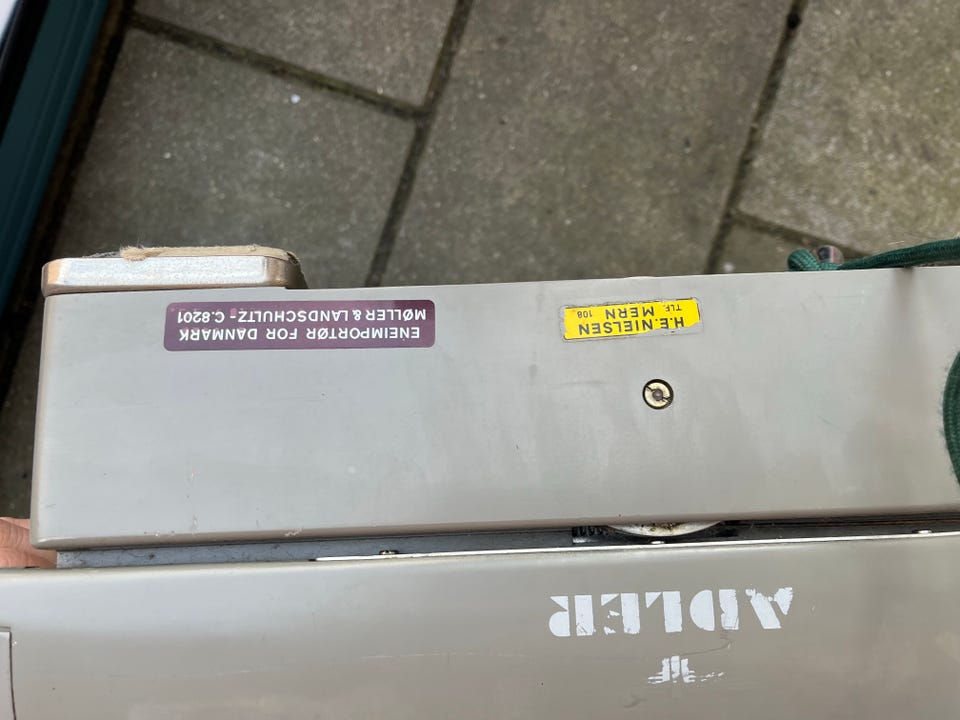 ADLER
H.E.NIELSEN
TLF. MERN 108
ENEIMPORTØR FOR DANMARK
MØLLER & LANDSCHULTZ - C.8201